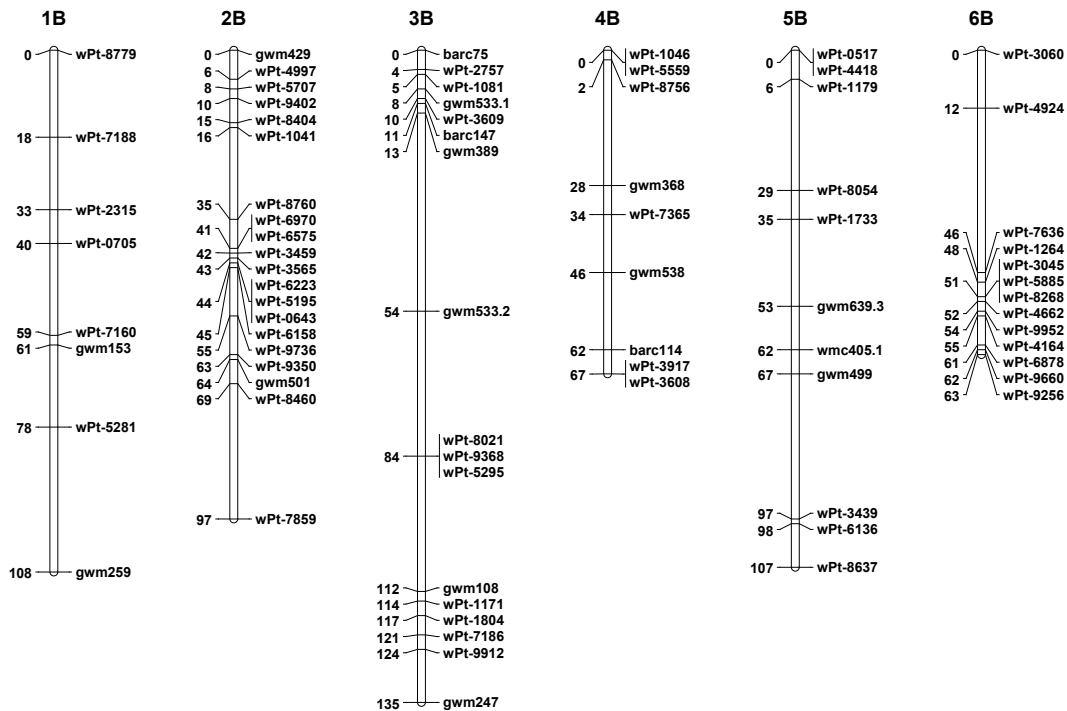 1B
0 wPt-8779
18 wPt-7188
33 wPt-2315
40 wPt-0705
59 wPt-7160
61 gwm153
78 wPt-5281
108 gwm259
2B
0 gwm429
6 wPt-4997
8 wPt-5707
10 wPt-9402
15 wPt-8404
16 wPt-1041
35 wPt-8760
wPt-6970
41
wPt-6575
42 wPt-3459
43 wPt-3565
wPt-6223
44 wPt-5195
wPt-0643
45 wPt-6158
55 wPt-9736
63 wPt-9350
64 gwm501
69 wPt-8460
97 wPt-7859
3B
0 barc75
4 wPt-2757
5 wPt-1081
8 gwm533.1
10 wPt-3609
11 barc147
13 gwm389
54 gwm533.2
wPt-8021
84 wPt-9368
wPt-5295
112 gwm108
114 wPt-1171
117 wPt-1804
121 wPt-7186
124 wPt-9912
135 gwm247
4B
wPt-1046
0
wPt-5559
2 wPt-8756
28 gwm368
34 wPt-7365
46 gwm538
62 barc114
wPt-3917
67
wPt-3608
5B
wPt-0517
0
wPt-4418
6 wPt-1179
29 wPt-8054
35 wPt-1733
53 gwm639.3
62 wmc405.1
67 gwm499
97 wPt-3439
98 wPt-6136
107 wPt-8637
6B
0 wPt-3060
12 wPt-4924
46 wPt-7636
48 wPt-1264
wPt-3045
51 wPt-5885
wPt-8268
52 wPt-4662
54 wPt-9952
55 wPt-4164
61 wPt-6878
62 wPt-9660
63 wPt-9256